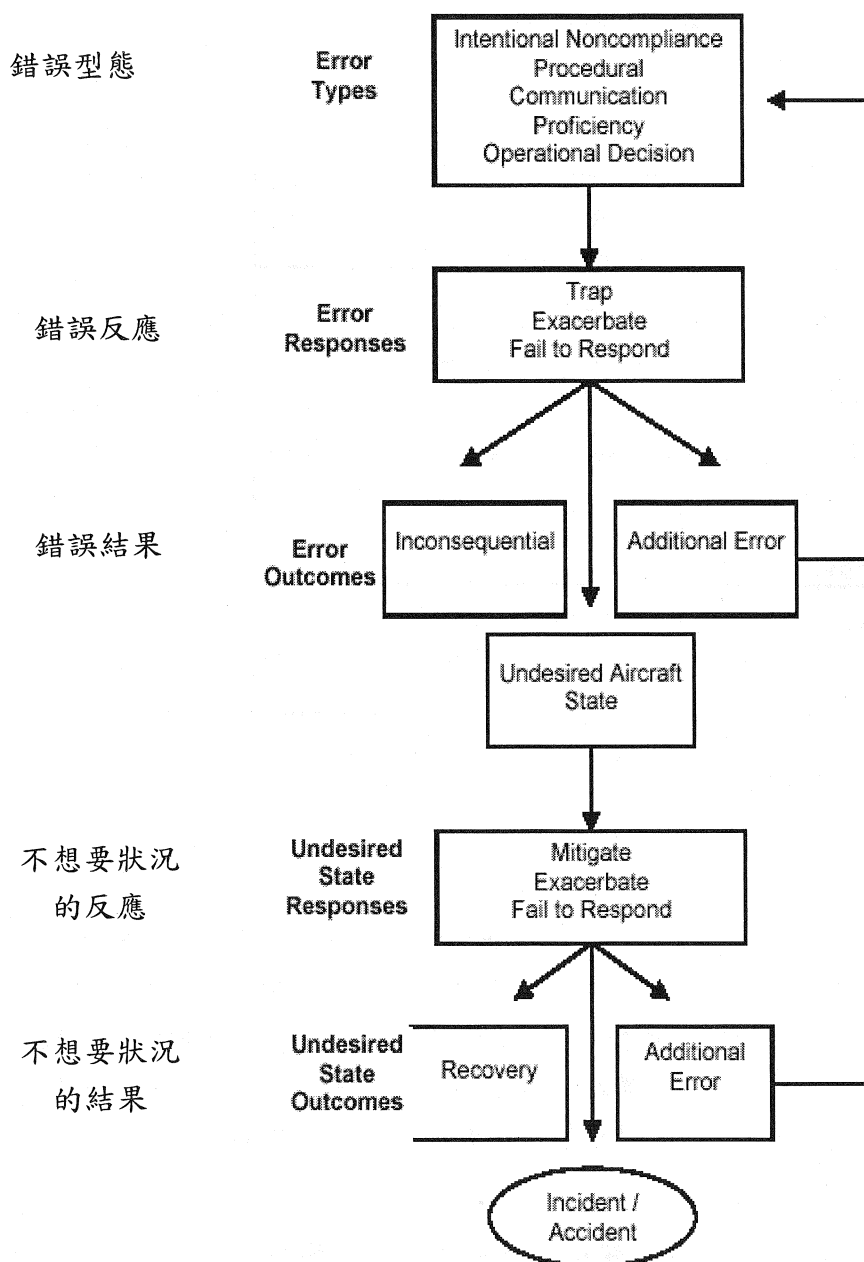 錯誤型態
Error
Types
Intentional Noncompliance
Procedural
Communication
Proficiency
Operational Decision
錯誤反應
Error
Responses
Trap
Exacerbate
Fail to Respond
錯誤結果
Error
Outcomes
Inconsequential
Additional Error
Undesired Aircraft
State
不想要狀況
的反應
Undesired
State
Responses
Mitigate
Exacerbate
Fail to Respond
不想要狀況
的結果
Undesired
State
Outcomes
Recovery
Additional
Error
Incident /
Accident